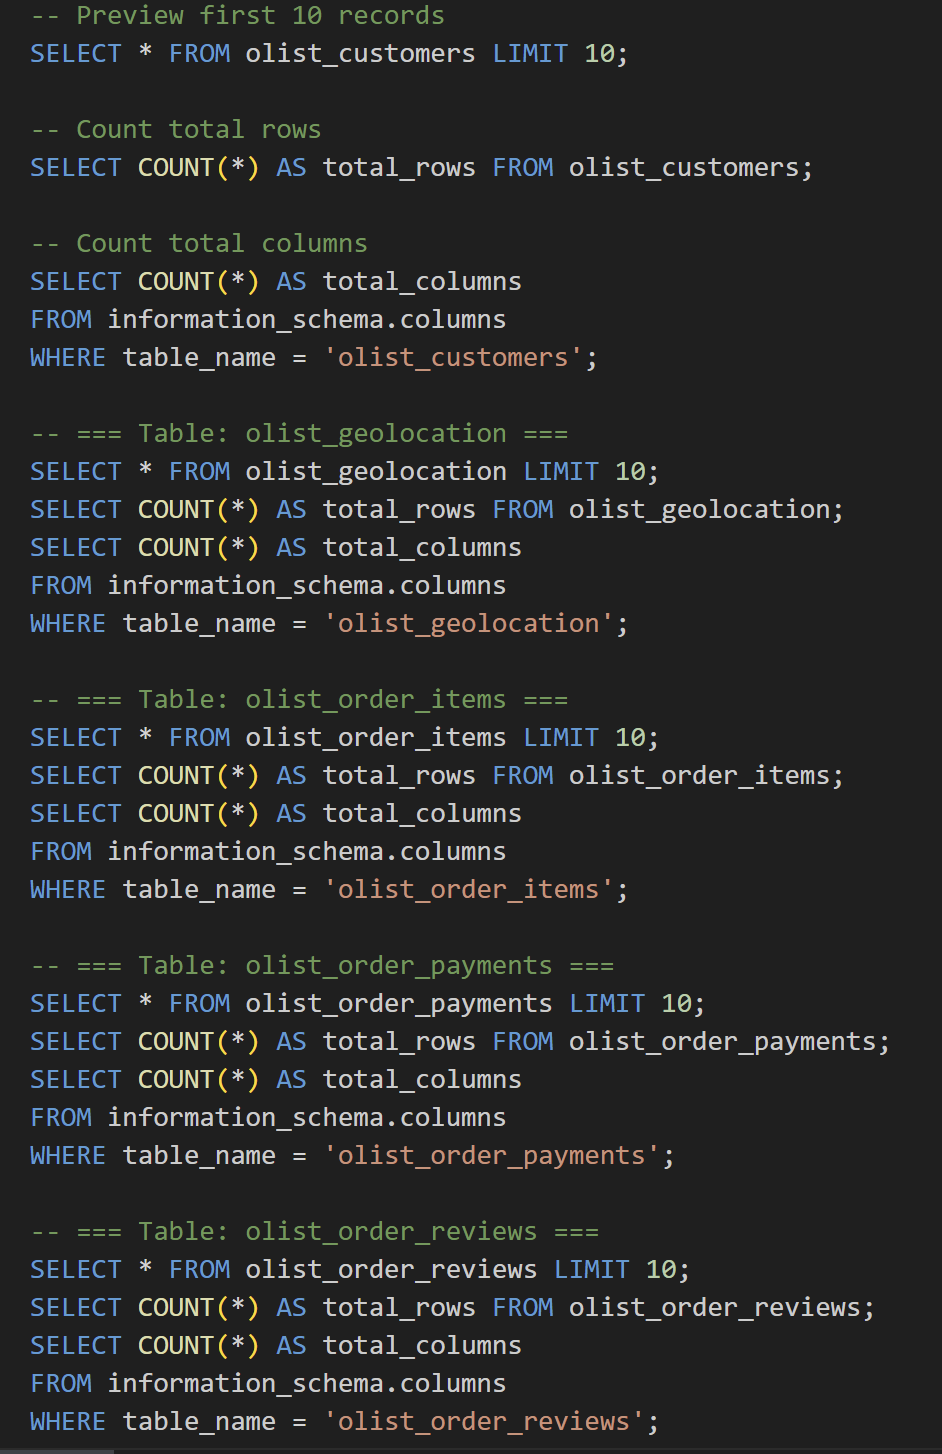 -- Preview first 10 records
SELECT * FROM olist_customers LIMIT 10;
-- Count total rows
SELECT COUNT(*) AS total_rows FROM olist_customers;
-- Count total columns
SELECT COUNT(*) AS total_columns
FROM information_schema.columns
WHERE table_name = 'olist_customers';
-- === Table: olist_geolocation ===
SELECT * FROM olist_geolocation LIMIT 10;
SELECT COUNT(*) AS total_rows FROM olist_geolocation;
SELECT COUNT(*) AS total_columns
FROM information_schema.columns
WHERE table_name = 'olist_geolocation';
-- === Table: olist_order_items ===
SELECT * FROM olist_order_items LIMIT 10;
SELECT COUNT(*) AS total_rows FROM olist_order_items;
SELECT COUNT(*) AS total_columns
FROM information_schema.columns
WHERE table_name = 'olist_order_items';
-- === Table: olist_order_payments ===
SELECT * FROM olist_order_payments LIMIT 10;
SELECT COUNT(*) AS total_rows FROM olist_order_payments;
SELECT COUNT(*) AS total_columns
FROM information_schema.columns
WHERE table_name = 'olist_order_payments';
-- === Table: olist_order_reviews ===
SELECT * FROM olist_order_reviews LIMIT 10;
SELECT COUNT(*) AS total_rows FROM olist_order_reviews;
SELECT COUNT(*) AS total_columns
FROM information_schema.columns
WHERE table_name = 'olist_order_reviews';